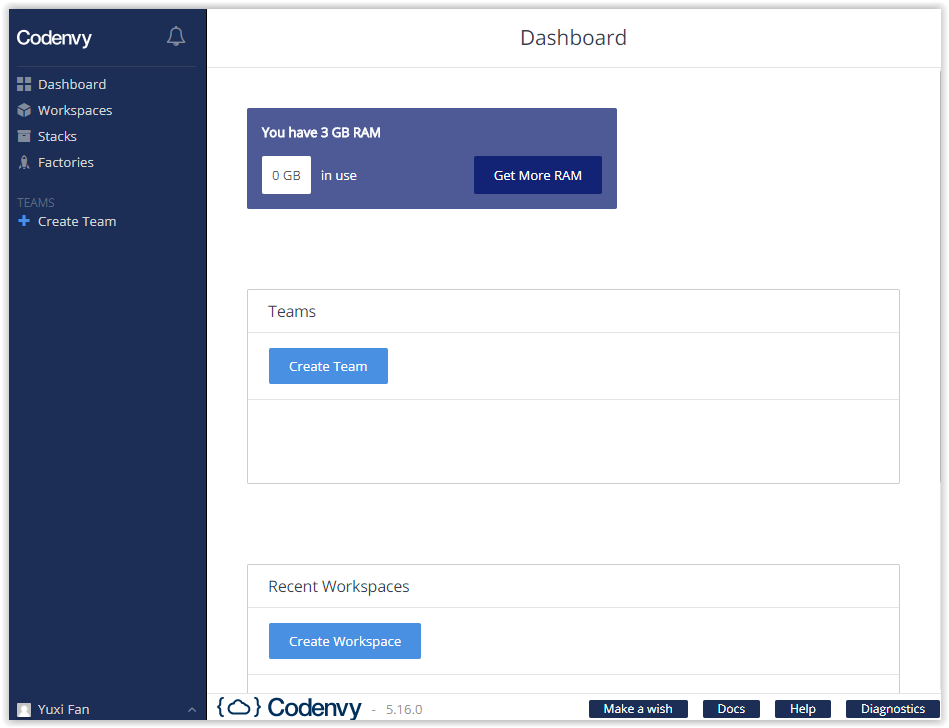 Codenvy
Dashboard
Workspaces
Stacks
Factories
TEAMS
Create Team
Yuxi Fan
Dashboard
You have 3 GB RAM
0 GB in use
Get More RAM
Teams
Create Team
Recent Workspaces
Create Workspace
{ } Codenvy - 5.16.0
Make a wish
Docs
Help
Diagnostics